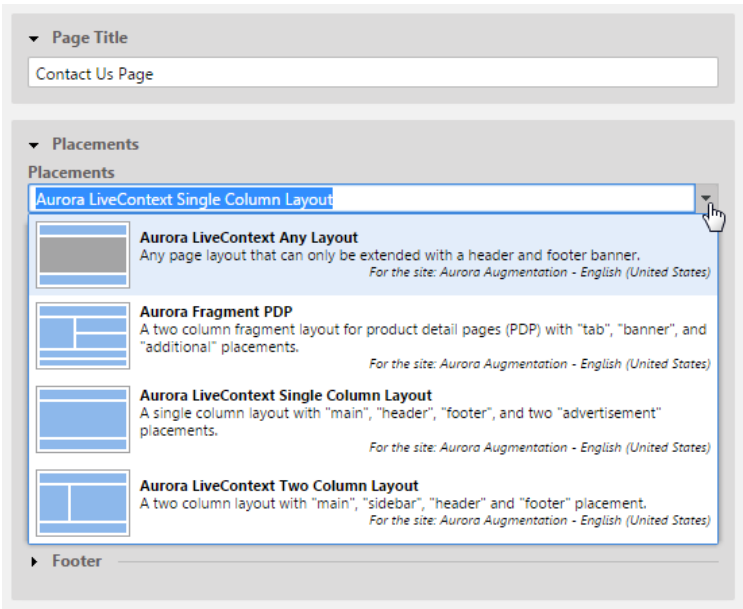 Page Title
Contact Us Page
Placements
Placements
Aurora LiveContext Single Column Layout
Aurora LiveContext Any Layout
Any page layout that can only be extended with a header and footer banner.
For the site: Aurora Augmentation - English (United States)
Aurora Fragment PDP
A two column fragment layout for product detail pages (PDP) with "tab", "banner", and
"additional" placements.
For the site: Aurora Augmentation - English (United States)
Aurora LiveContext Single Column Layout
A single column layout with "main", "header", "footer", and two "advertisement"
placements.
For the site: Aurora Augmentation - English (United States)
Aurora LiveContext Two Column Layout
A two column layout with "main", "sidebar", "header" and "footer" placement.
For the site: Aurora Augmentation - English (United States)
Footer